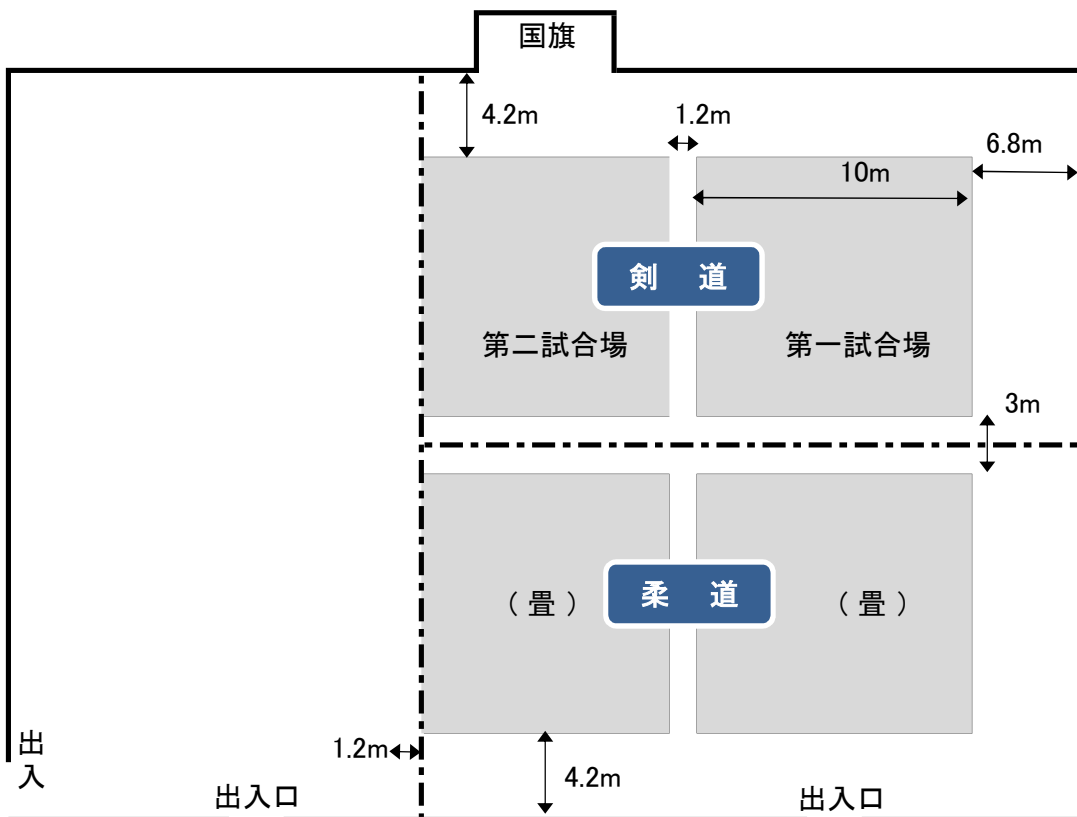 国旗
4.2m
1.2m
6.8m
10m
剣 道
第二試合場
第一試合場
3m
（ 畳 ）
柔 道
（ 畳 ）
出
入
1.2m
4.2m
出入口
出入口